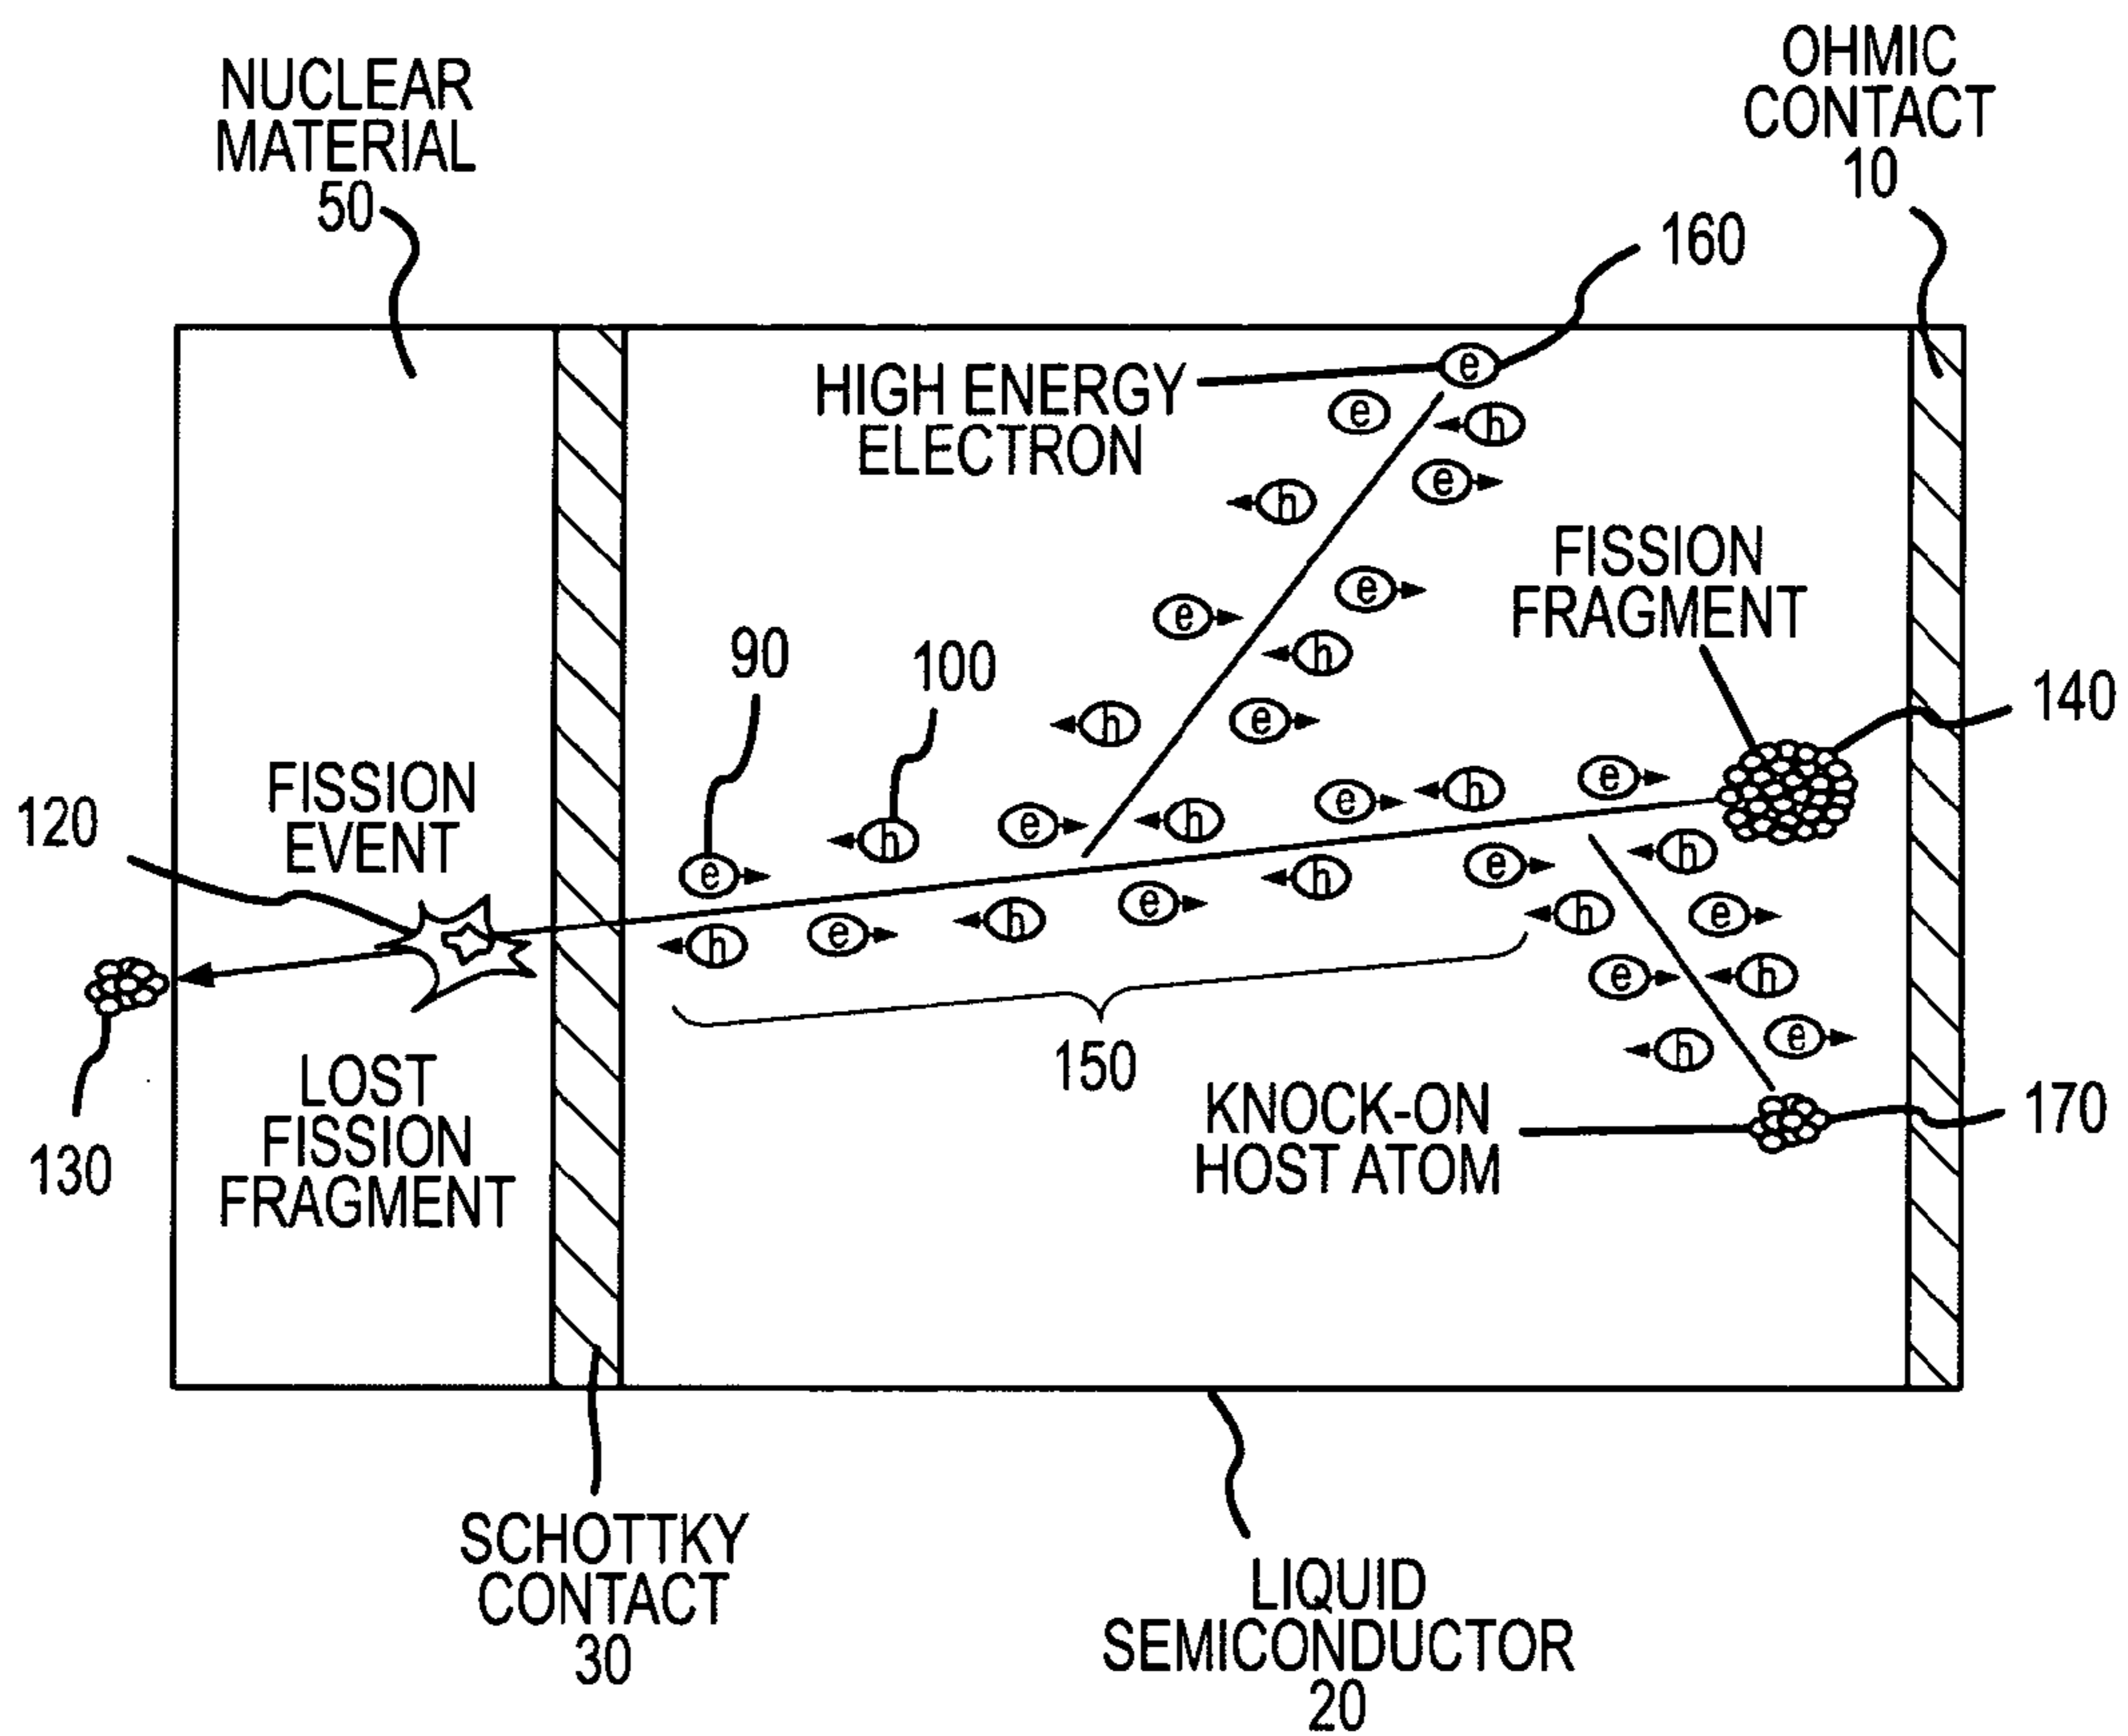 NUCLEAR
MATERIAL
50
OHMIC
CONTACT
10
160
HIGH ENERGY
ELECTRON
e
e
h
e
h
FISSION
FRAGMENT
e
e
h
90
100
140
h
e
FISSION
EVENT
120
e
h
e
h
e
h
e
h
e
h
e
h
e
h
e
h
e
h
e
e
h
h
e
150
LOST
FISSION
FRAGMENT
130
KNOCK-ON
HOST ATOM
170
SCHOTTKY
CONTACT
30
LIQUID
SEMICONDUCTOR
20